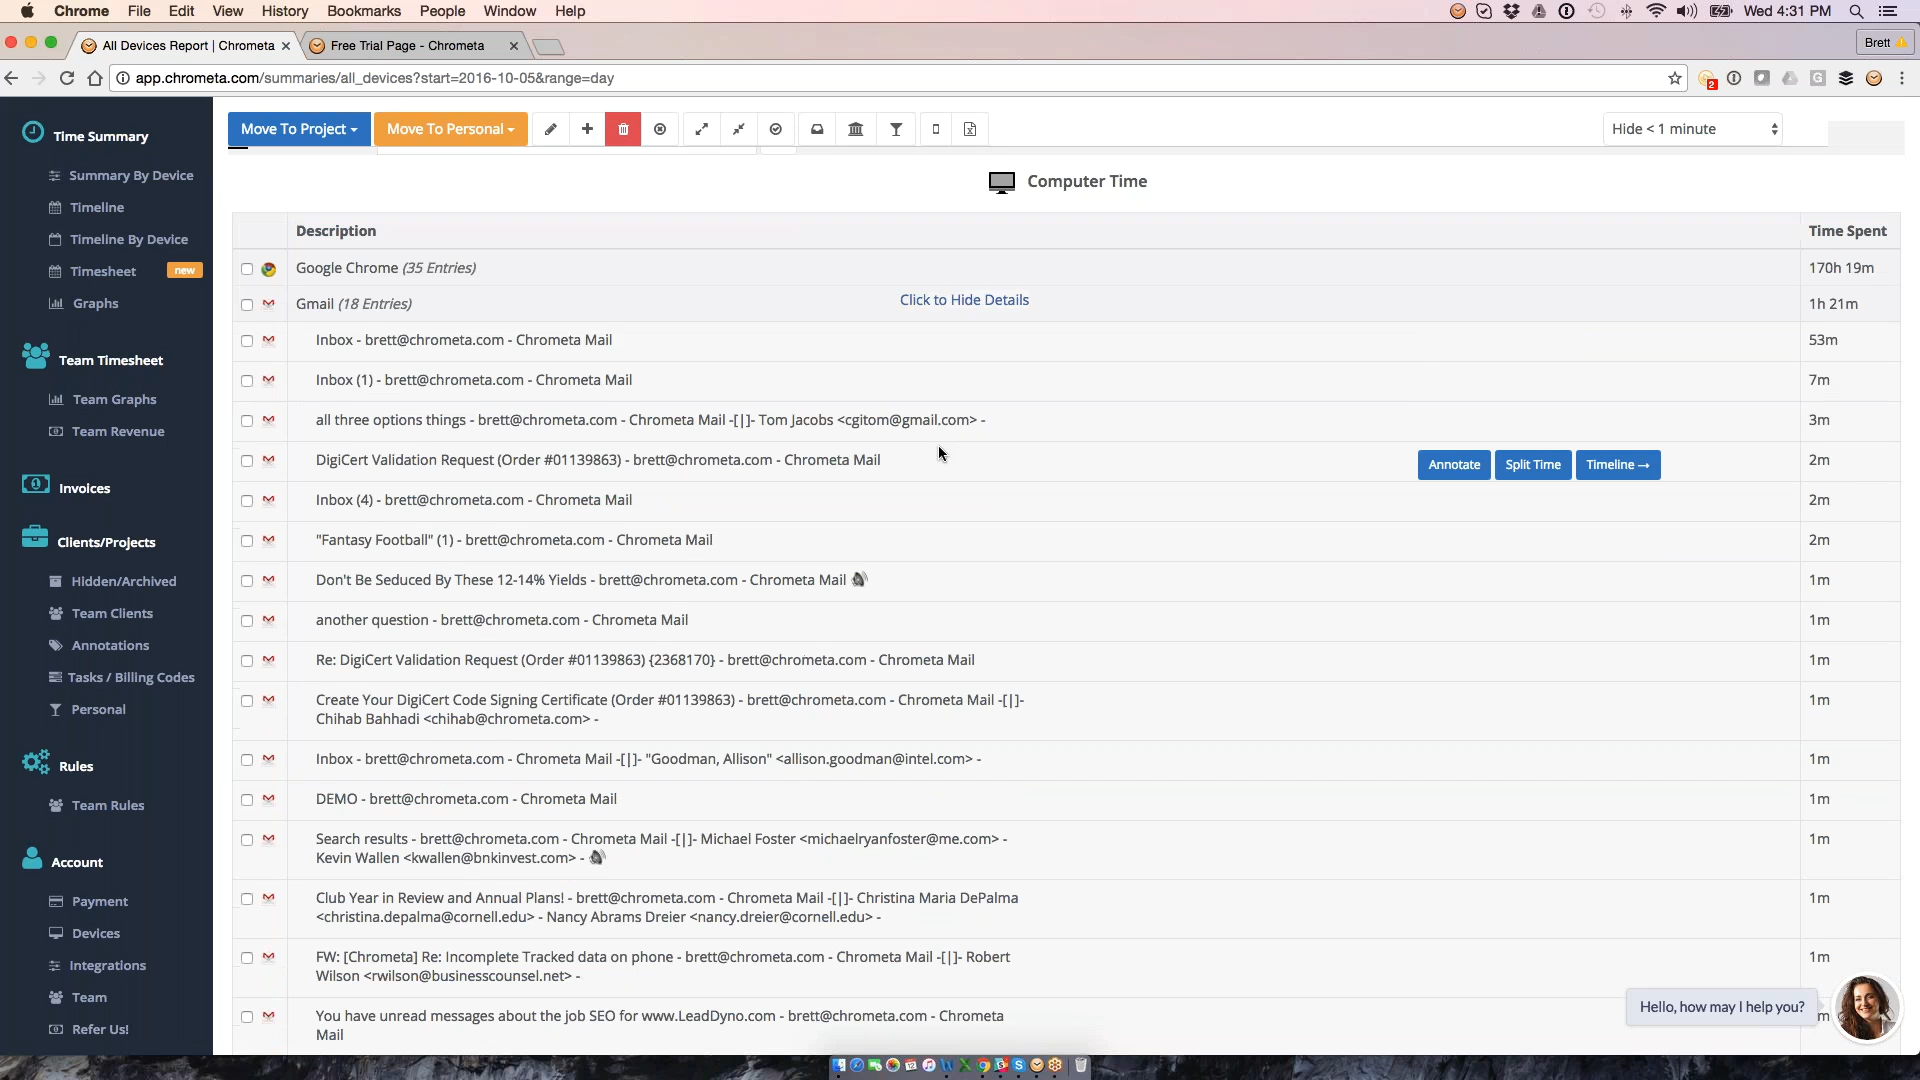 Chrome File Edit View History Bookmarks People Window Help Wed 4:31 PM
All Devices Report | Chrometa Free Trial Page - Chrometa Brett
app.chrometa.com/summaries/all_devices?start=2016-10-05&range=day
2
Time Summary
Summary By Device
Timeline
Timeline By Device
Timesheet new
Graphs
Team Timesheet
Team Graphs
Team Revenue
Invoices
Clients/Projects
Hidden/Archived
Team Clients
Annotations
Tasks / Billing Codes
Personal
Rules
Team Rules
Account
Payment
Devices
Integrations
Team
Refer Us!
Move To Project Move To Personal Hide < 1 minute
Computer Time
Description Time Spent
Google Chrome (35 Entries) 170h 19m
Gmail (18 Entries) Click to Hide Details 1h 21m
Inbox - brett@chrometa.com - Chrometa Mail 53m
Inbox (1) - brett@chrometa.com - Chrometa Mail 7m
all three options things - brett@chrometa.com - Chrometa Mail -[|]- Tom Jacobs <cgitom@gmail.com> - 3m
DigiCert Validation Request (Order #01139863) - brett@chrometa.com - Chrometa Mail Annotate Split Time Timeline → 2m
Inbox (4) - brett@chrometa.com - Chrometa Mail 2m
"Fantasy Football" (1) - brett@chrometa.com - Chrometa Mail 2m
Don't Be Seduced By These 12-14% Yields - brett@chrometa.com - Chrometa Mail 1m
another question - brett@chrometa.com - Chrometa Mail 1m
Re: DigiCert Validation Request (Order #01139863) {2368170} - brett@chrometa.com - Chrometa Mail 1m
Create Your DigiCert Code Signing Certificate (Order #01139863) - brett@chrometa.com - Chrometa Mail -[|]- 1m
Chihab Bahhadi <chihab@chrometa.com> -
Inbox - brett@chrometa.com - Chrometa Mail -[|]- "Goodman, Allison" <allison.goodman@intel.com> - 1m
DEMO - brett@chrometa.com - Chrometa Mail 1m
Search results - brett@chrometa.com - Chrometa Mail -[|]- Michael Foster <michaelryanfoster@me.com> - 1m
Kevin Wallen <kwallen@bnkinvest.com> -
Club Year in Review and Annual Plans! - brett@chrometa.com - Chrometa Mail -[|]- Christina Maria DePalma 1m
<christina.depalma@cornell.edu> - Nancy Abrams Dreier <nancy.dreier@cornell.edu> -
FW: [Chrometa] Re: Incomplete Tracked data on phone - brett@chrometa.com - Chrometa Mail -[|]- Robert 1m
Wilson <rwilson@businesscounsel.net> -
You have unread messages about the job SEO for www.LeadDyno.com - brett@chrometa.com - Chrometa m
Mail
Hello, how may I help you?